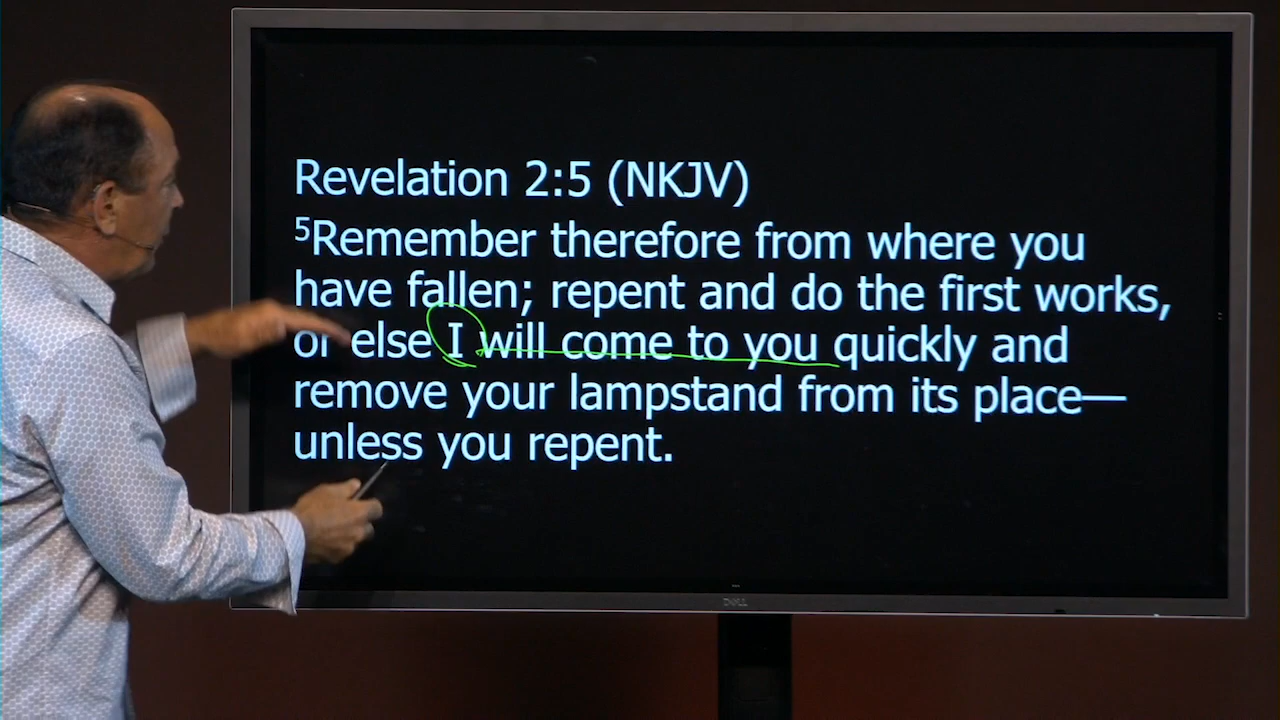 Revelation 2:5 (NKJV)
⁵Remember therefore from where you
have fallen; repent and do the first works,
or else I will come to you quickly and
remove your lampstand from its place—
unless you repent.
DELL